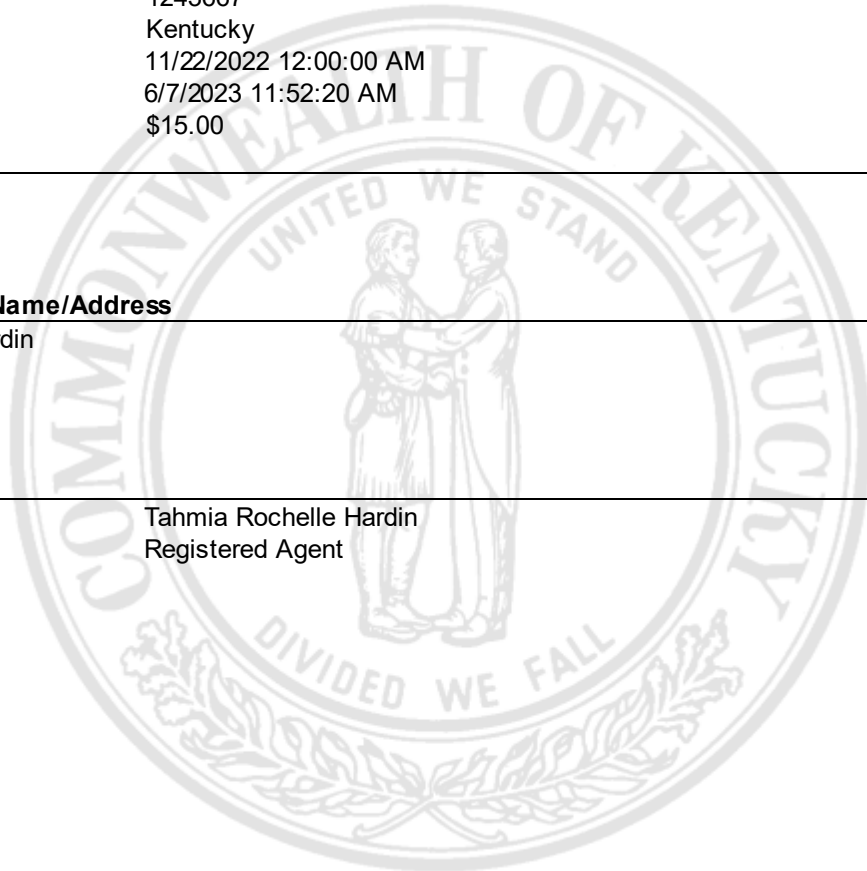 Kentucky
11/22/2022 12:00:00 AM
6/7/2023 11:52:20 AM
$15.00
COMMONWEALTH OF KENTUCKY
UNITED WE STAND
Name/Address
rdin
Tahmia Rochelle Hardin
Registered Agent
DIVIDED WE FALL